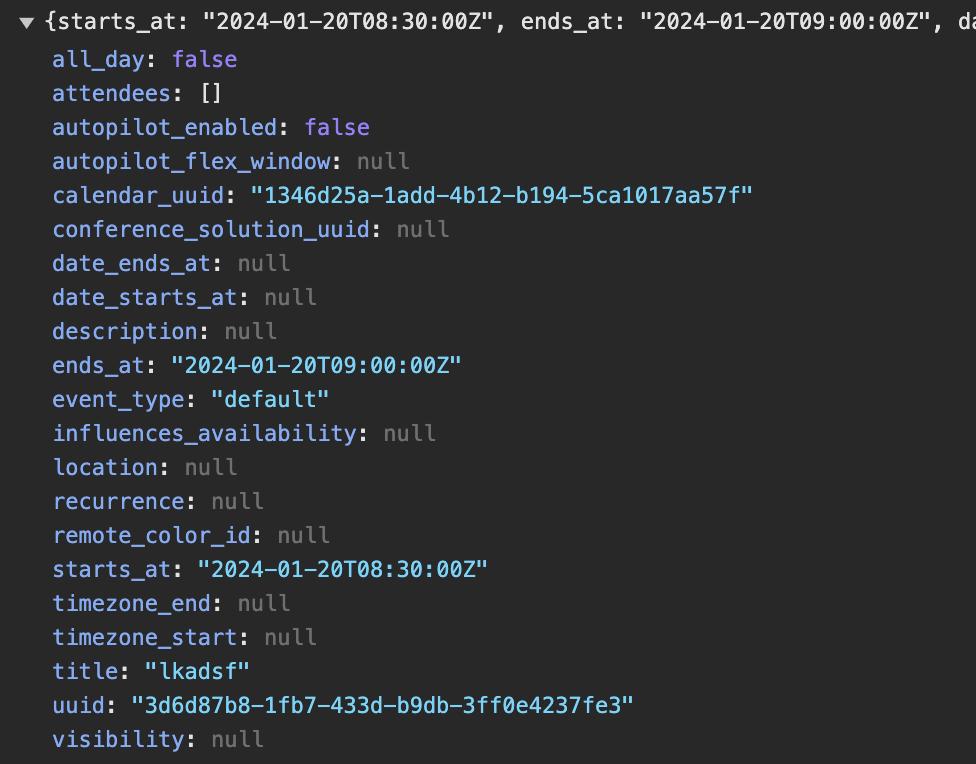 ▼ {starts_at: "2024-01-20T08:30:00Z", ends_at: "2024-01-20T09:00:00Z", da
all_day: false
attendees: []
autopilot_enabled: false
autopilot_flex_window: null
calendar_uuid: "1346d25a-1add-4b12-b194-5ca1017aa57f"
conference_solution_uuid: null
date_ends_at: null
date_starts_at: null
description: null
ends_at: "2024-01-20T09:00:00Z"
event_type: "default"
influences_availability: null
location: null
recurrence: null
remote_color_id: null
starts_at: "2024-01-20T08:30:00Z"
timezone_end: null
timezone_start: null
title: "lkadsf"
uuid: "3d6d87b8-1fb7-433d-b9db-3ff0e4237fe3"
visibility: null